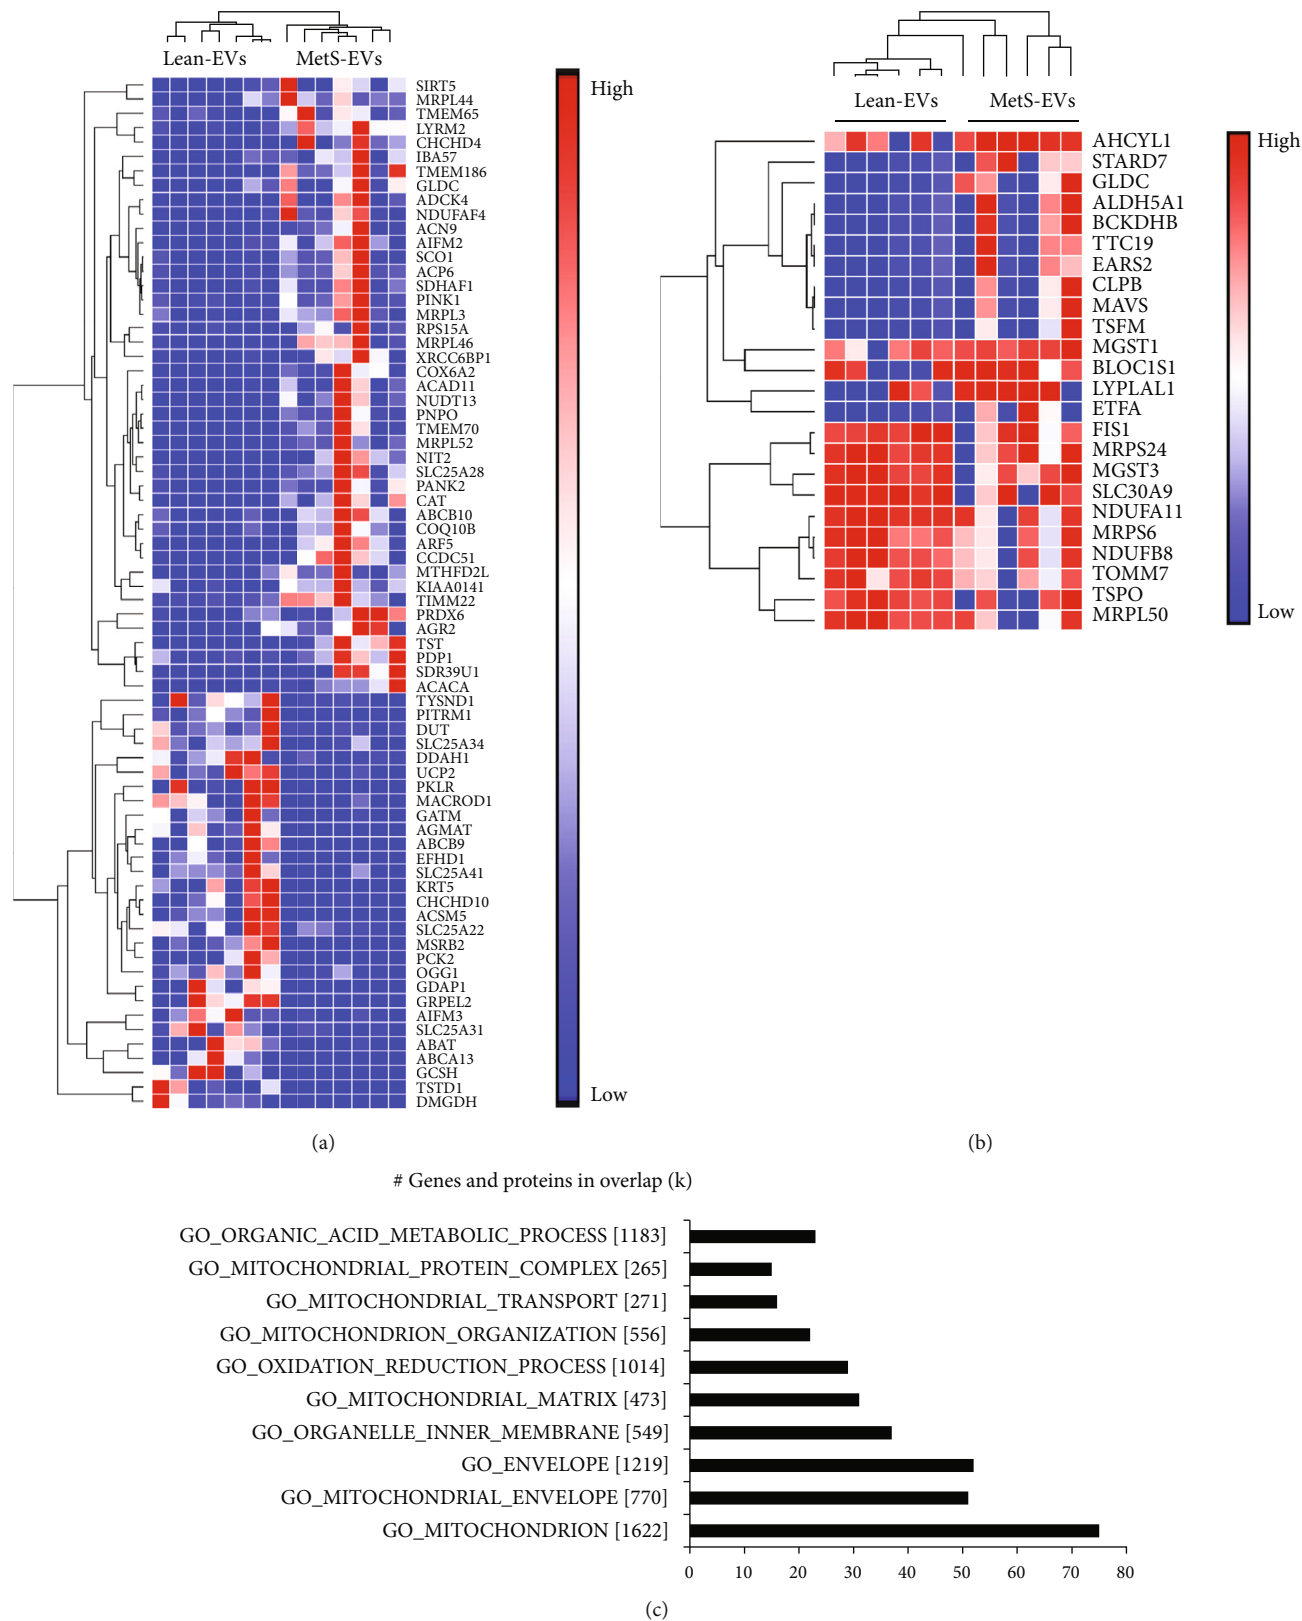 Lean-EVs MetS-EVs
SIRT5
MRPL44
TMEM65
LYRM2
CHCHD4
IBA57
TMEM186
GLDC
ADCK4
NDUFAF4
ACN9
AIFM2
SCO1
ACP6
SDHAF1
PINK1
MRPL3
RPS15A
MRPL46
XRCC6BP1
COX6A2
ACAD11
NUDT13
PNPO
TMEM70
MRPL52
NIT2
SLC25A28
PANK2
CAT
ABCB10
COQ10B
ARF5
CCDC51
MTHFD2L
KIAA0141
TIMM22
PRDX6
AGR2
TST
PDP1
SDR39U1
ACACA
TYSND1
PITRM1
DUT
SLC25A34
DDAH1
UCP2
PKLR
MACROD1
GATM
AGMAT
ABCB9
EFHD1
SLC25A41
KRT5
CHCHD10
ACSM5
SLC25A22
MSRB2
PCK2
OGG1
GDAP1
GRPEL2
AIFM3
SLC25A31
ABAT
ABCA13
GCSH
TSTD1
DMGDH
High
Low
(a)
Lean-EVs MetS-EVs
AHCYL1
STARD7
GLDC
ALDH5A1
BCKDHB
TTC19
EARS2
CLPB
MAVS
TSFM
MGST1
BLOC1S1
LYPLAL1
ETFA
FIS1
MRPS24
MGST3
SLC30A9
NDUFA11
MRPS6
NDUFB8
TOMM7
TSPO
MRPL50
High
Low
(b)
# Genes and proteins in overlap (k)
GO_ORGANIC_ACID_METABOLIC_PROCESS [1183]
GO_MITOCHONDRIAL_PROTEIN_COMPLEX [265]
GO_MITOCHONDRIAL_TRANSPORT [271]
GO_MITOCHONDRION_ORGANIZATION [556]
GO_OXIDATION_REDUCTION_PROCESS [1014]
GO_MITOCHONDRIAL_MATRIX [473]
GO_ORGANELLE_INNER_MEMBRANE [549]
GO_ENVELOPE [1219]
GO_MITOCHONDRIAL_ENVELOPE [770]
GO_MITOCHONDRION [1622]
0 10 20 30 40 50 60 70 80
(c)